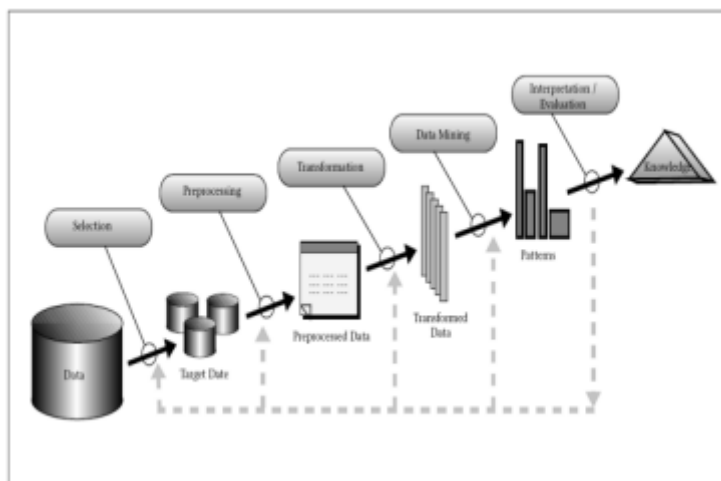 Interpretation /
Evaluation
Data Mining
Transformation
Preprocessing
Selection
Knowledge
Patterns
Transformed
Data
Preprocessed Data
Target Date
Data